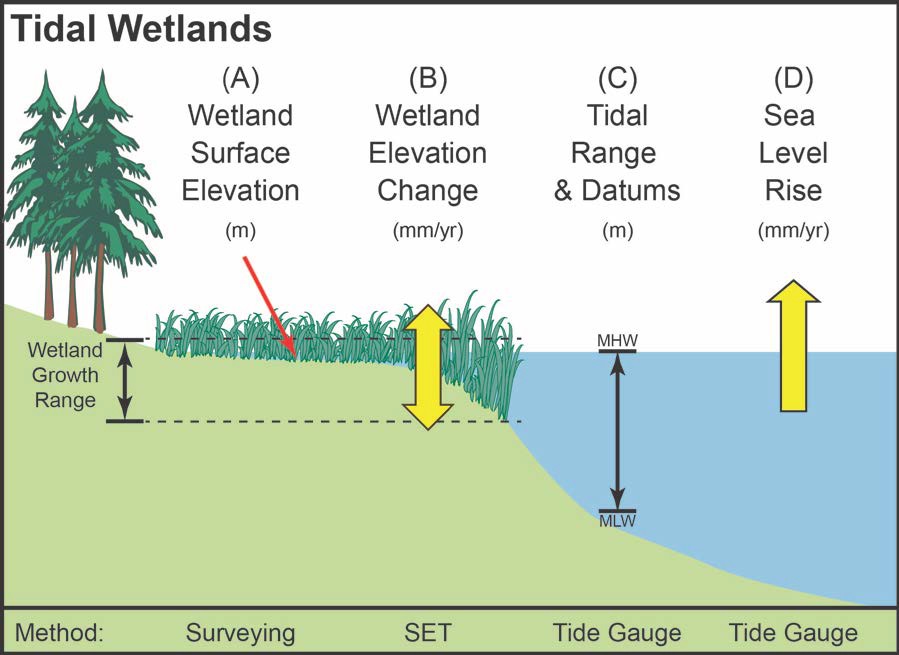 Tidal Wetlands
(A)
Wetland
Surface
Elevation
(m)
(B)
Wetland
Elevation
Change
(mm/yr)
(C)
Tidal
Range
& Datums
(m)
(D)
Sea
Level
Rise
(mm/yr)
Wetland
Growth
Range
MHW
MLW
Method: Surveying SET Tide Gauge Tide Gauge